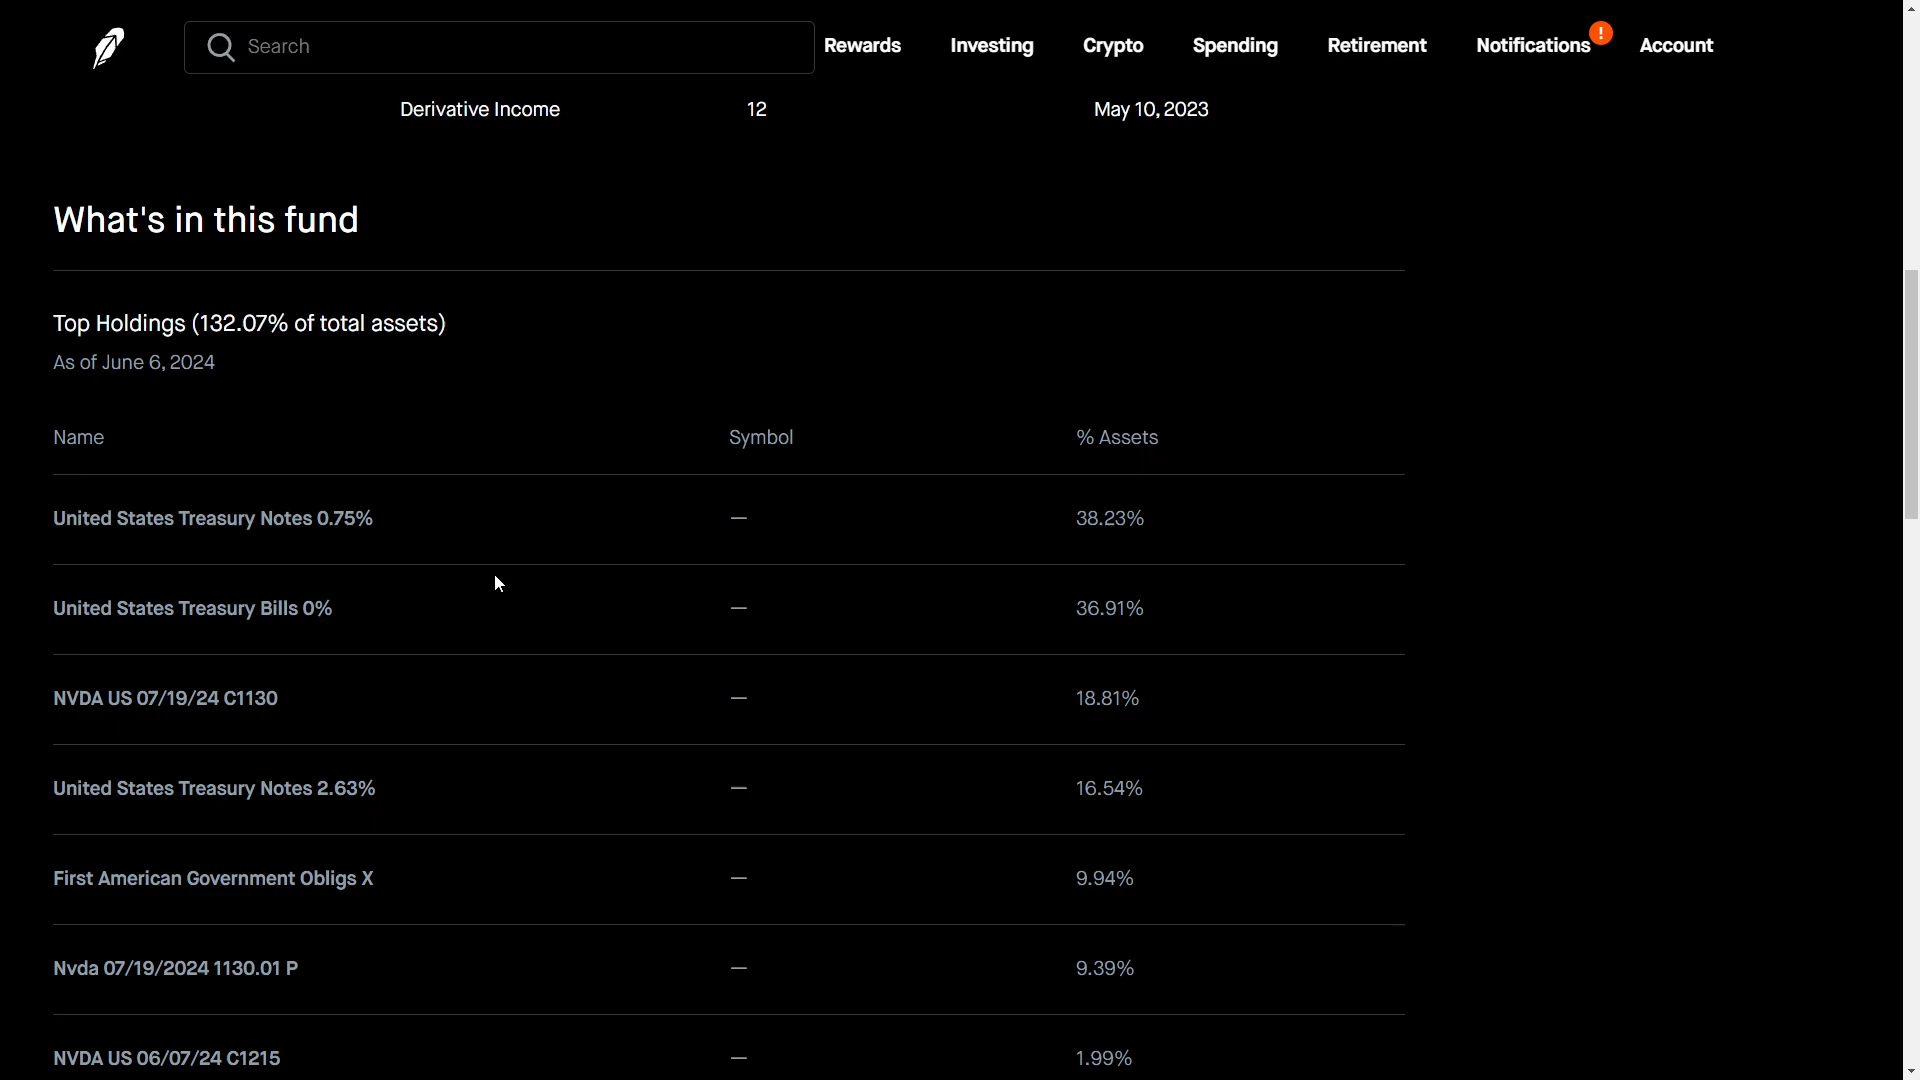 Search
Rewards
Investing
Crypto
Spending
Retirement
Notifications
!
Account
Derivative Income 12 May 10, 2023
What's in this fund
Top Holdings (132.07% of total assets)
As of June 6, 2024
Name Symbol % Assets
United States Treasury Notes 0.75% — 38.23%
United States Treasury Bills 0% — 36.91%
NVDA US 07/19/24 C1130 — 18.81%
United States Treasury Notes 2.63% — 16.54%
First American Government Obligs X — 9.94%
Nvda 07/19/2024 1130.01 P — 9.39%
NVDA US 06/07/24 C1215 — 1.99%